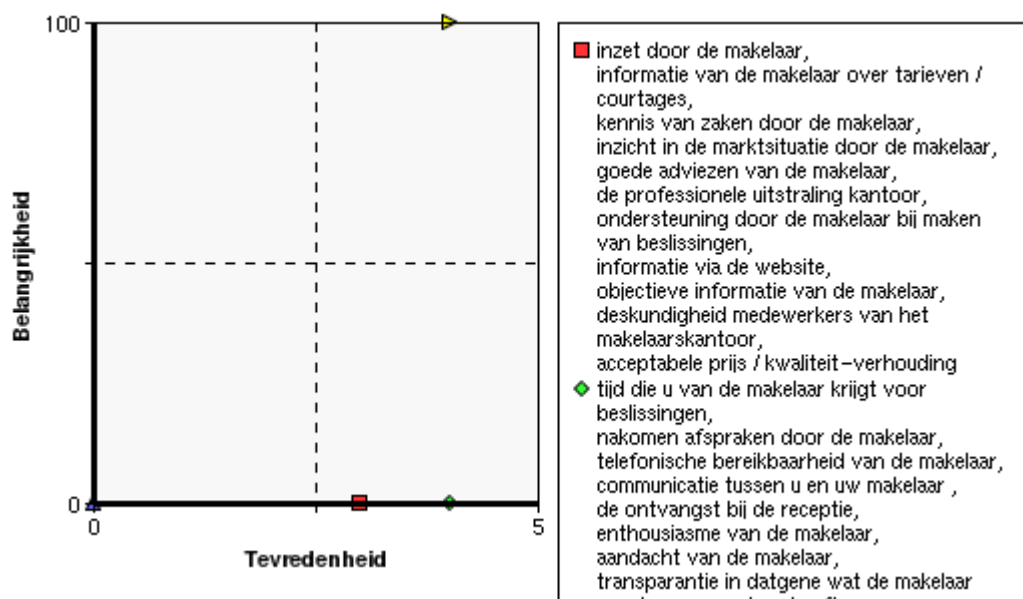 100
Belangrijkheid
0
0
5
Tevredenheid
inzet door de makelaar,
informatie van de makelaar over tarieven /
courtages,
kennis van zaken door de makelaar,
inzicht in de marktsituatie door de makelaar,
goede adviezen van de makelaar,
de professionele uitstraling kantoor,
ondersteuning door de makelaar bij maken
van beslissingen,
informatie via de website,
objectieve informatie van de makelaar,
deskundigheid medewerkers van het
makelaarskantoor,
acceptabele prijs / kwaliteit-verhouding
tijd die u van de makelaar krijgt voor
beslissingen,
nakomen afspraken door de makelaar,
telefonische bereikbaarheid van de makelaar,
communicatie tussen u en uw makelaar ,
de ontvangst bij de receptie,
enthousiasme van de makelaar,
aandacht van de makelaar,
transparantie in datgene wat de makelaar